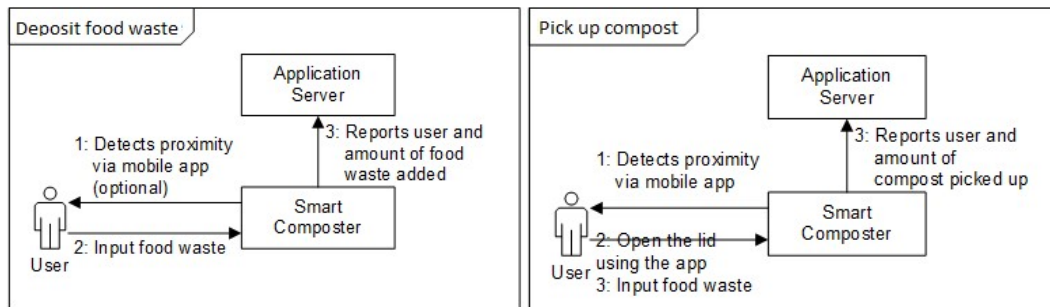 Deposit food waste
Application
Server
3: Reports user and
amount of food
waste added
1: Detects proximity
via mobile app
(optional)
Smart
Composter
2: Input food waste
User
Pick up compost
Application
Server
3: Reports user and
amount of
compost picked up
1: Detects proximity
via mobile app
Smart
Composter
2: Open the lid
using the app
3: Input food waste
User